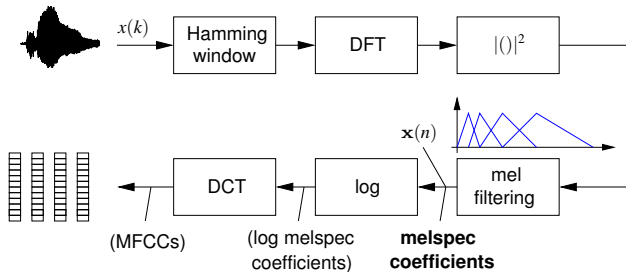 x(k)
Hamming
window
DFT
|()|²
x(n)
DCT
log
mel
filtering
(MFCCs)
(log melspec
coefficients)
melspec
coefficients